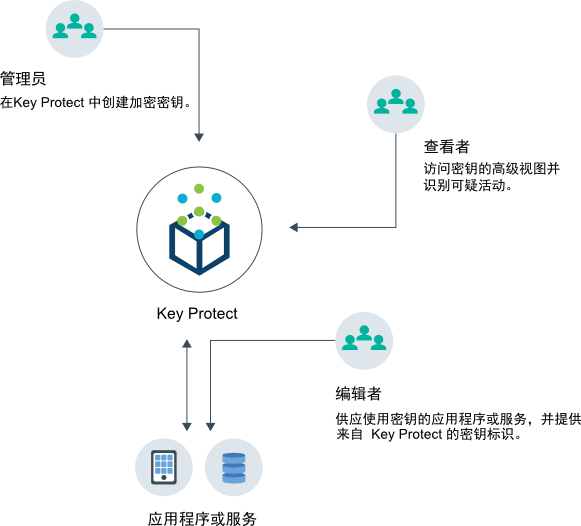 管理员
在Key Protect 中创建加密密钥。
查看者
访问密钥的高级视图并
识别可疑活动。
Key Protect
编辑者
供应使用密钥的应用程序或服务，并提供
来自 Key Protect 的密钥标识。
应用程序或服务